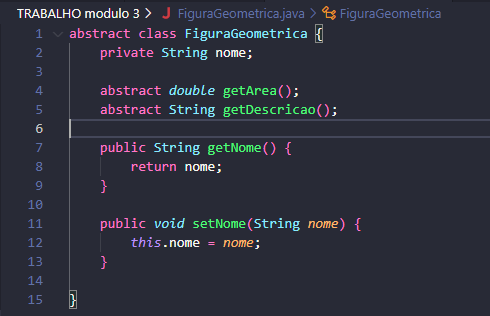 TRABALHO modulo 3 > J FiguraGeometrica.java > FiguraGeometrica
1 abstract class FiguraGeometrica {
2     private String nome;
3
4     abstract double getArea();
5     abstract String getDescricao();
6
7     public String getNome() {
8         return nome;
9     }
10
11     public void setNome(String nome) {
12         this.nome = nome;
13     }
14
15 }